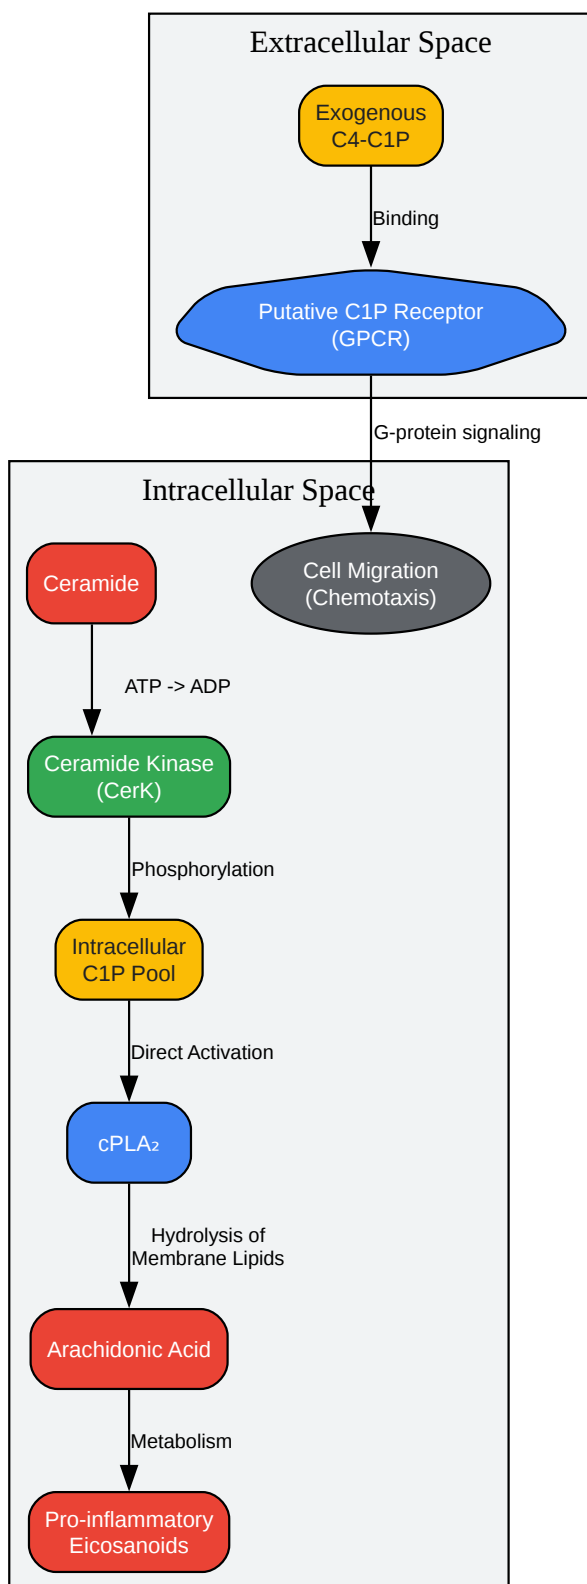 Extracellular Space
Exogenous
C4-C1P
Binding
Putative C1P Receptor
(GPCR)
G-protein signaling
Intracellular Space
Ceramide
Cell Migration
(Chemotaxis)
ATP -> ADP
Ceramide Kinase
(CerK)
Phosphorylation
Intracellular
C1P Pool
Direct Activation
cPLA₂
Hydrolysis of
Membrane Lipids
Arachidonic Acid
Metabolism
Pro-inflammatory
Eicosanoids